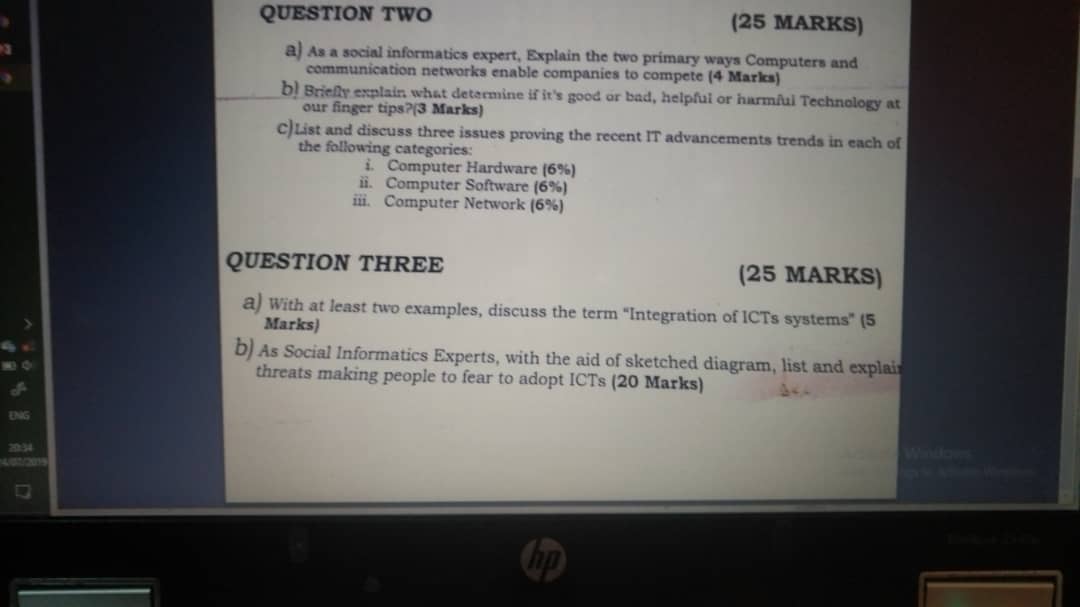 QUESTION TWO (25 MARKS)
a) As a social informatics expert, Explain the two primary ways Computers and
communication networks enable companies to compete (4 Marks)
b) Briefly explain what determine if it's good or bad, helpful or harmful Technology at
our finger tips?(3 Marks)
c)List and discuss three issues proving the recent IT advancements trends in each of
the following categories:
i. Computer Hardware (6%)
ii. Computer Software (6%)
iii. Computer Network (6%)
QUESTION THREE (25 MARKS)
a) With at least two examples, discuss the term "Integration of ICTs systems" (5
Marks)
b) As Social Informatics Experts, with the aid of sketched diagram, list and explain
threats making people to fear to adopt ICTs (20 Marks)
ENG
20:34
4/07/2019
Windows
hp